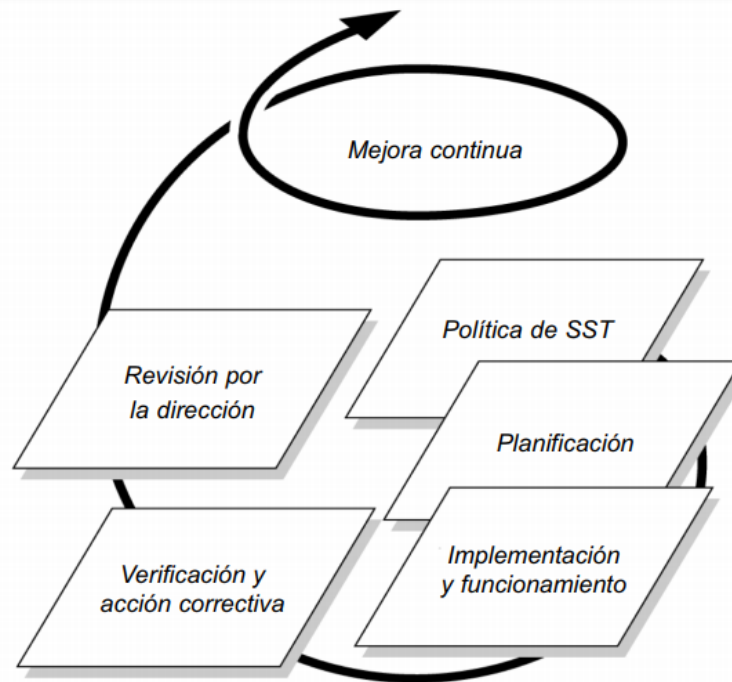 Mejora continua
Política de SST
Planificación
Implementación
y funcionamiento
Verificación y
acción correctiva
Revisión por
la dirección